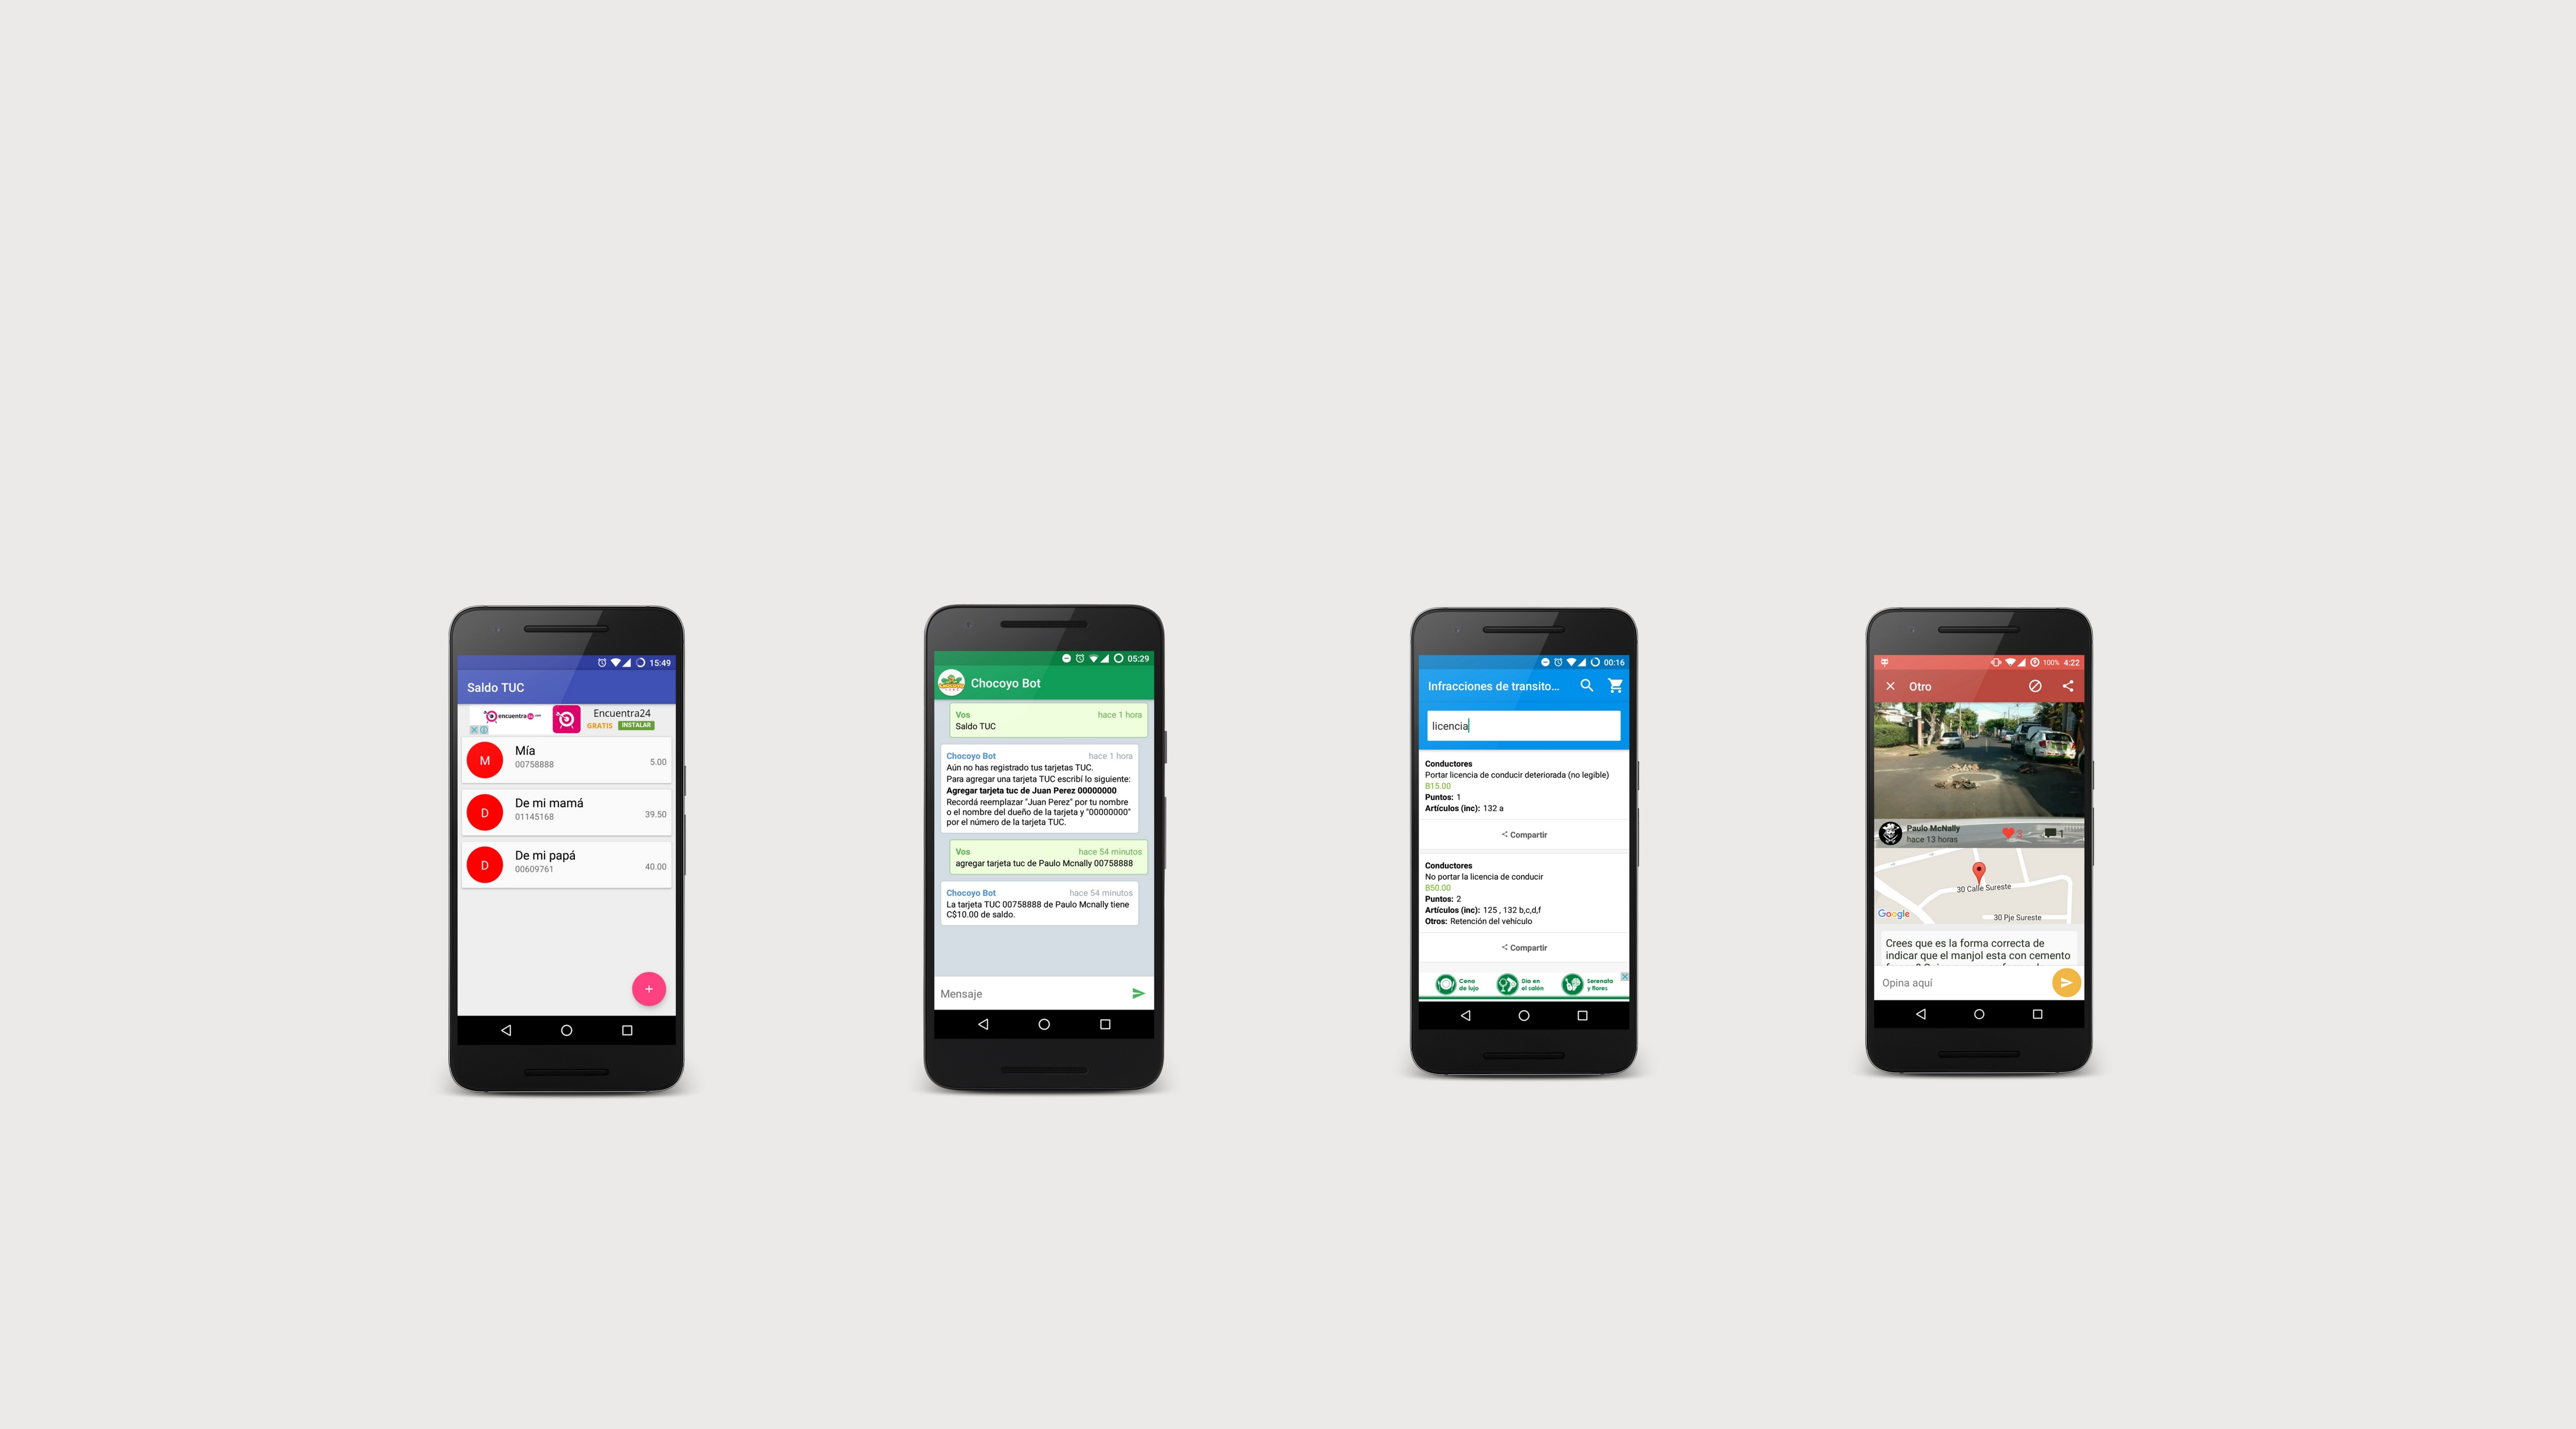 15:49
Saldo TUC
encuentra24.com
Encuentra24
GRATIS INSTALAR
M
Mía
00758888
5.00
D
De mi mamá
01145168
39.50
D
De mi papá
00609761
40.00
+
05:29
Chocoyo Bot
Vos hace 1 hora
Saldo TUC
Chocoyo Bot hace 1 hora
Aún no has registrado tus tarjetas TUC.
Para agregar una tarjeta TUC escribí lo siguiente:
Agregar tarjeta tuc de Juan Perez 00000000
Recordá reemplazar "Juan Perez" por tu nombre
o el nombre del dueño de la tarjeta y "00000000"
por el número de la tarjeta TUC.
Vos hace 54 minutos
agregar tarjeta tuc de Paulo Mcnally 00758888
Chocoyo Bot hace 54 minutos
La tarjeta TUC 00758888 de Paulo Mcnally tiene
C$10.00 de saldo.
Mensaje
00:16
Infracciones de transito...
licencia
Conductores
Portar licencia de conducir deteriorada (no legible)
B15.00
Puntos: 1
Artículos (inc): 132 a
Compartir
Conductores
No portar la licencia de conducir
B50.00
Puntos: 2
Artículos (inc): 125 , 132 b,c,d,f
Otros: Retención del vehículo
Compartir
Cena
de lujo
Día en
el salón
Serenata
y flores
100% 4:22
Otro
Paulo McNally
hace 13 horas
3
1
30 Calle Sureste
Google
30 Pje Sureste
Crees que es la forma correcta de
indicar que el manjol esta con cemento
Opina aquí